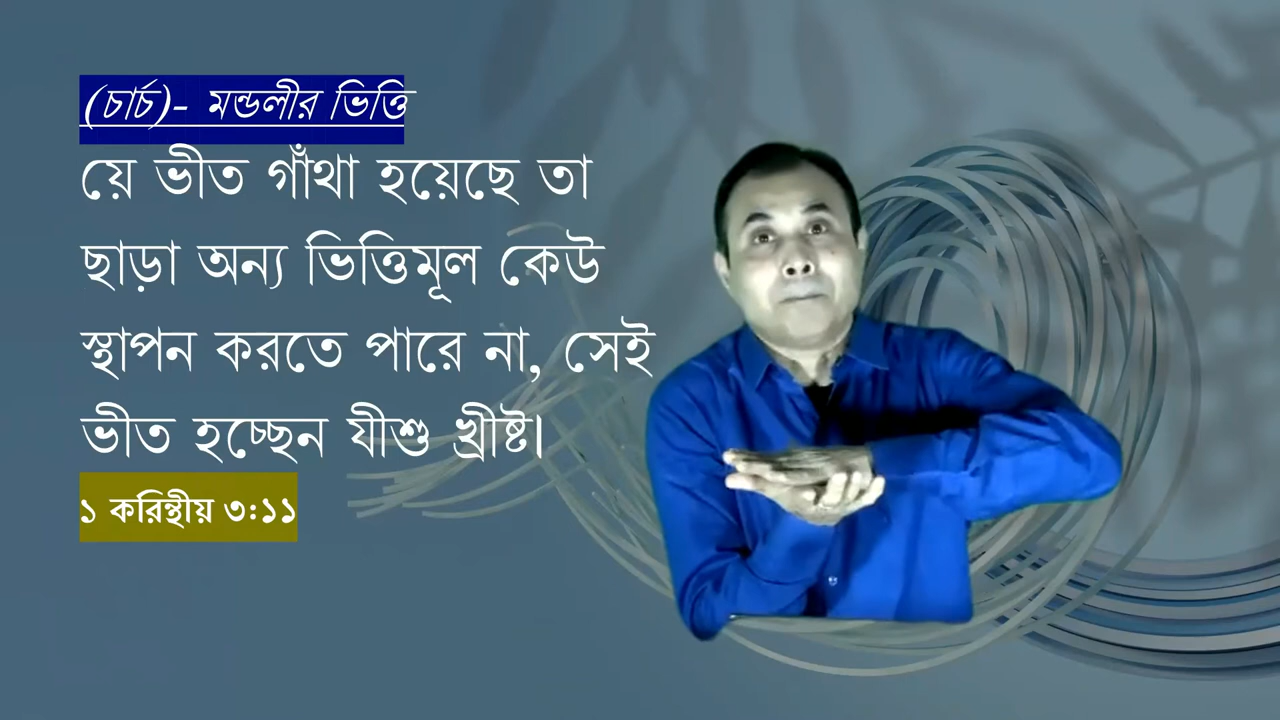 (চার্চ)- মন্ডলীর ভিত্তি
য়ে ভীত গাঁথা হয়েছে তা
ছাড়া অন্য ভিত্তিমূল কেউ
স্থাপন করতে পারে না, সেই
ভীত হচ্ছেন যীশু খ্রীষ্ট।
১ করিন্থীয় ৩:১১